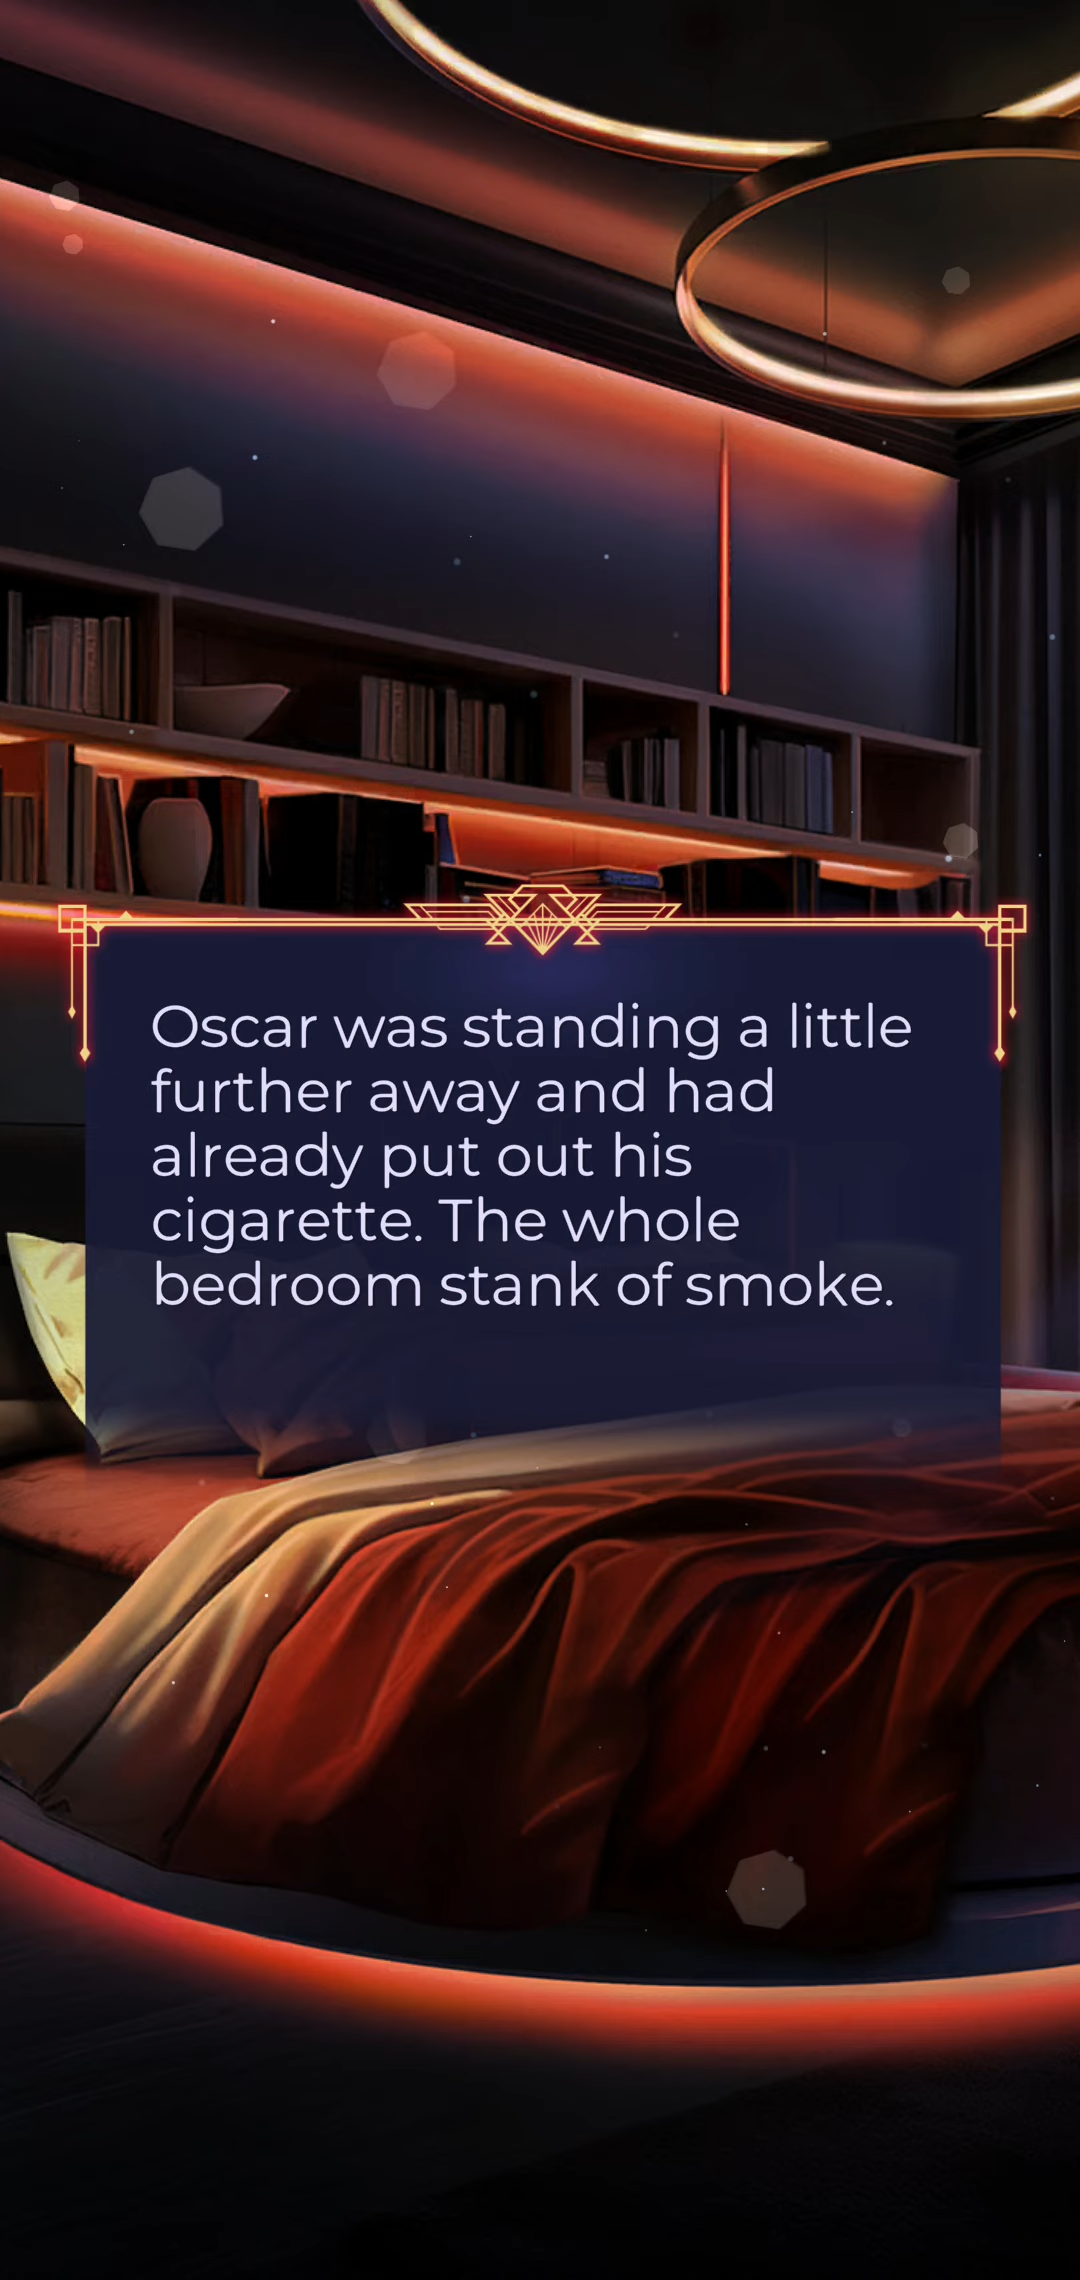 Oscar was standing a little
further away and had
already put out his
cigarette. The whole
bedroom stank of smoke.